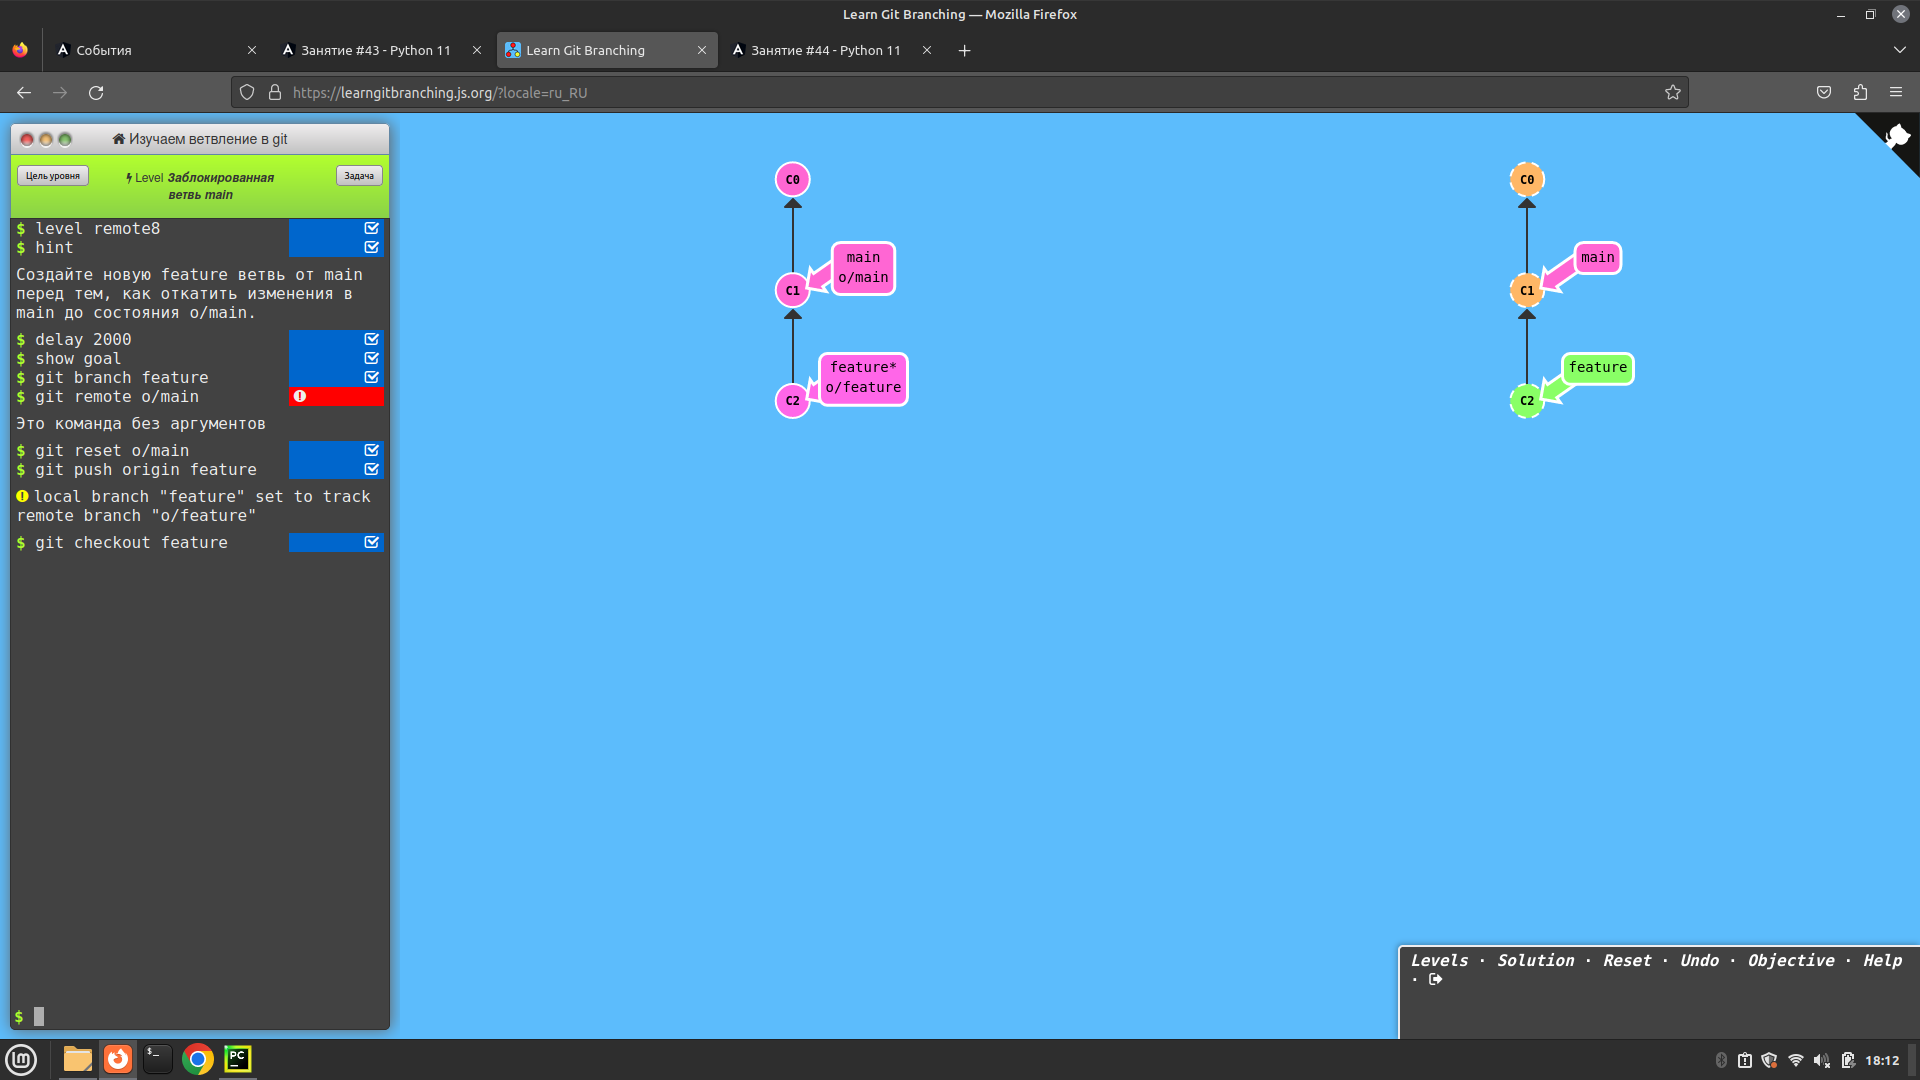 Learn Git Branching — Mozilla Firefox
События
Занятие #43 - Python 11
Learn Git Branching
Занятие #44 - Python 11
https://learngitbranching.js.org/?locale=ru_RU
Изучаем ветвление в git
Цель уровня
Level Заблокированная
ветвь main
Задача
$ level remote8
$ hint
Создайте новую feature ветвь от main
перед тем, как откатить изменения в
main до состояния o/main.
$ delay 2000
$ show goal
$ git branch feature
$ git remote o/main
Это команда без аргументов
$ git reset o/main
$ git push origin feature
local branch "feature" set to track
remote branch "o/feature"
$ git checkout feature
$
C0
main
o/main
C1
feature*
o/feature
C2
C0
main
C1
feature
C2
Levels · Solution · Reset · Undo · Objective · Help
·
PC
18:12